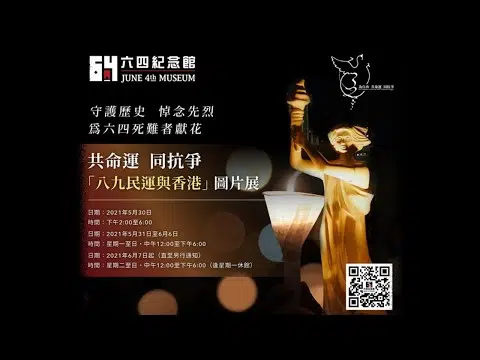 64 六四紀念館
JUNE 4th MUSEUM
守護歷史 悼念先烈
爲六四死難者獻花
共命運 同抗爭
「八九民運與香港」圖片展
日期：2021年5月30日
時間：下午2:00至6:00
日期：2021年5月31日至6月6日
時間：星期一至日，中午12:00至下午6:00
日期：2021年6月7日起（直至另行通知）
時間：星期二至日，中午12:00至下午6:00（逢星期一休館）